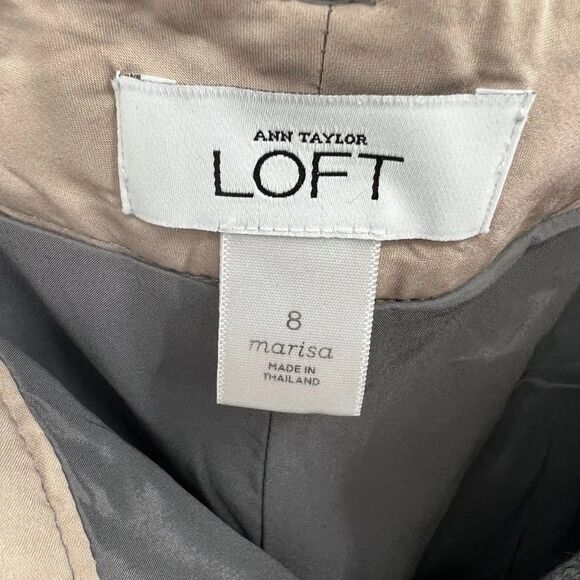 ANN TAYLOR
LOFT
8
marisa
MADE IN
THAILAND